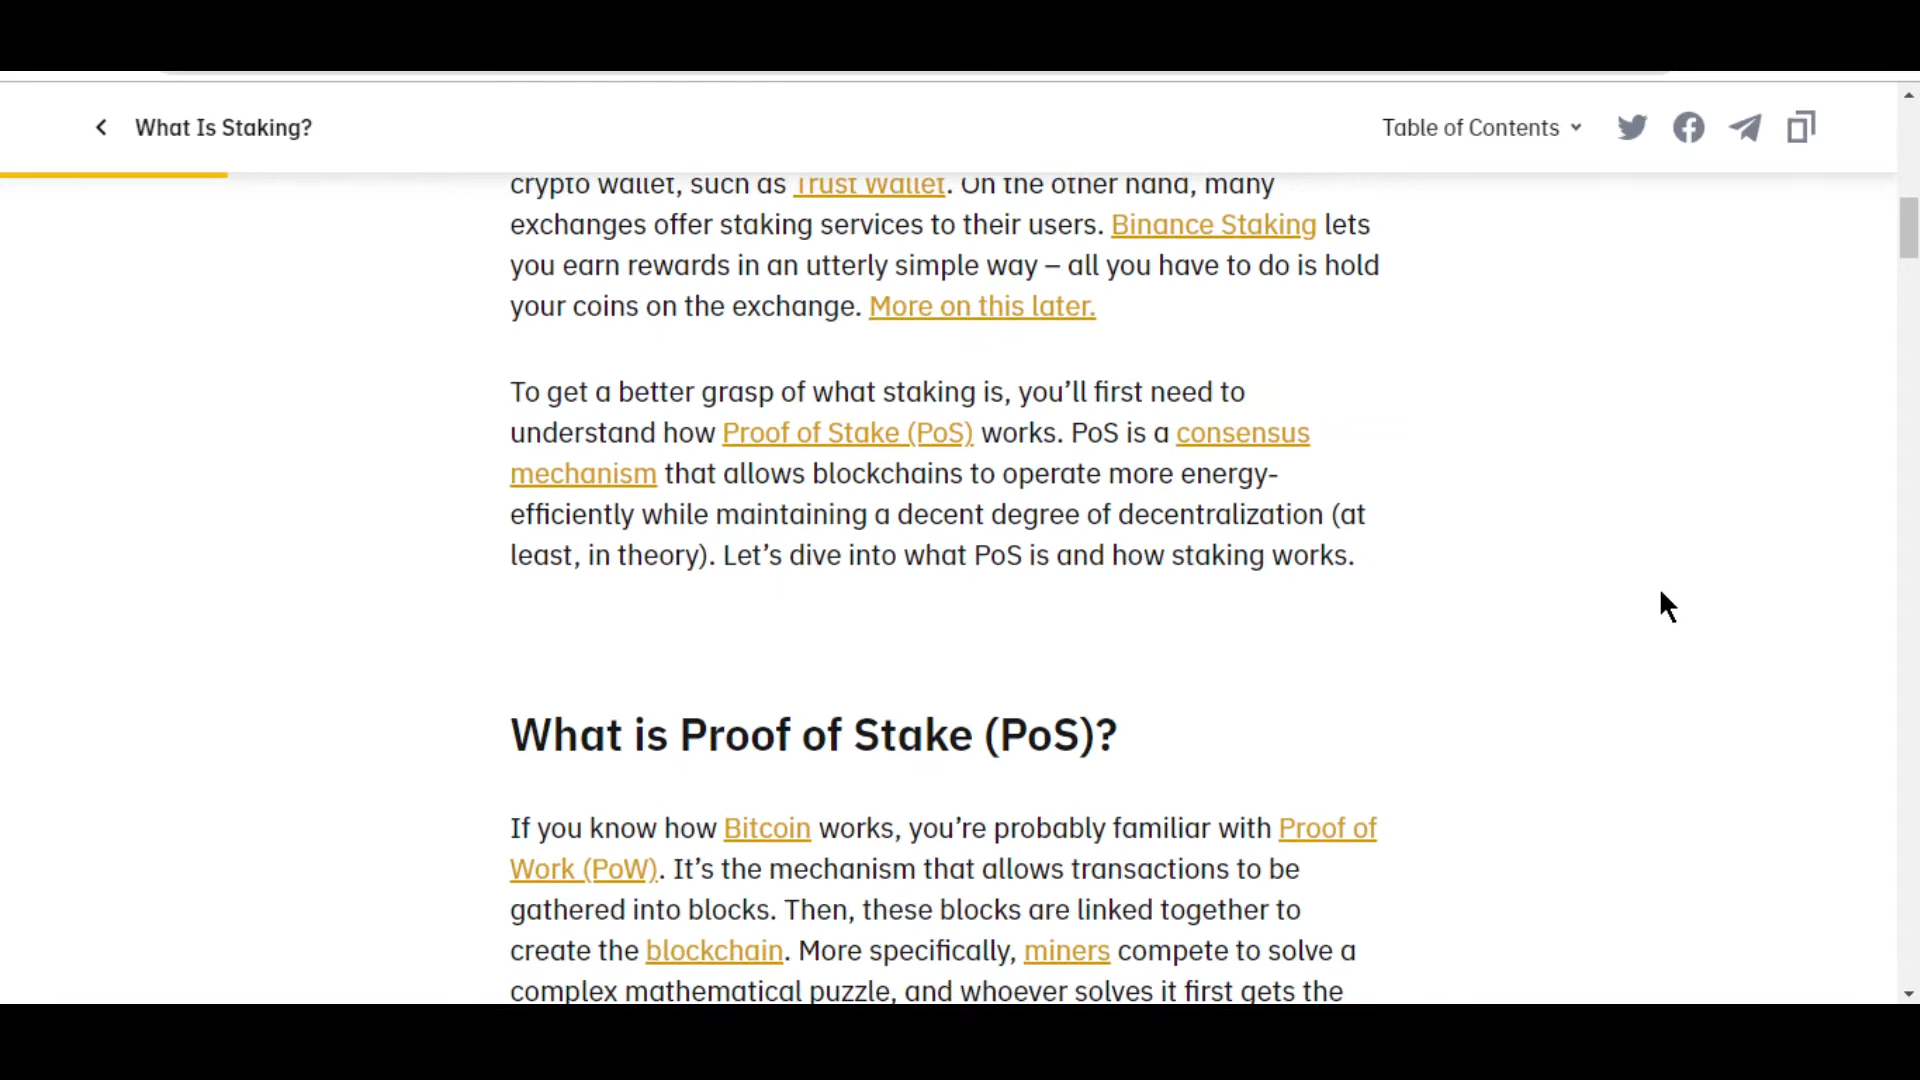 What Is Staking?
Table of Contents
crypto wallet, such as Trust Wallet. On the other hand, many
exchanges offer staking services to their users. Binance Staking lets
you earn rewards in an utterly simple way – all you have to do is hold
your coins on the exchange. More on this later.
To get a better grasp of what staking is, you’ll first need to
understand how Proof of Stake (PoS) works. PoS is a consensus
mechanism that allows blockchains to operate more energy-
efficiently while maintaining a decent degree of decentralization (at
least, in theory). Let’s dive into what PoS is and how staking works.
What is Proof of Stake (PoS)?
If you know how Bitcoin works, you’re probably familiar with Proof of
Work (PoW). It’s the mechanism that allows transactions to be
gathered into blocks. Then, these blocks are linked together to
create the blockchain. More specifically, miners compete to solve a
complex mathematical puzzle, and whoever solves it first gets the